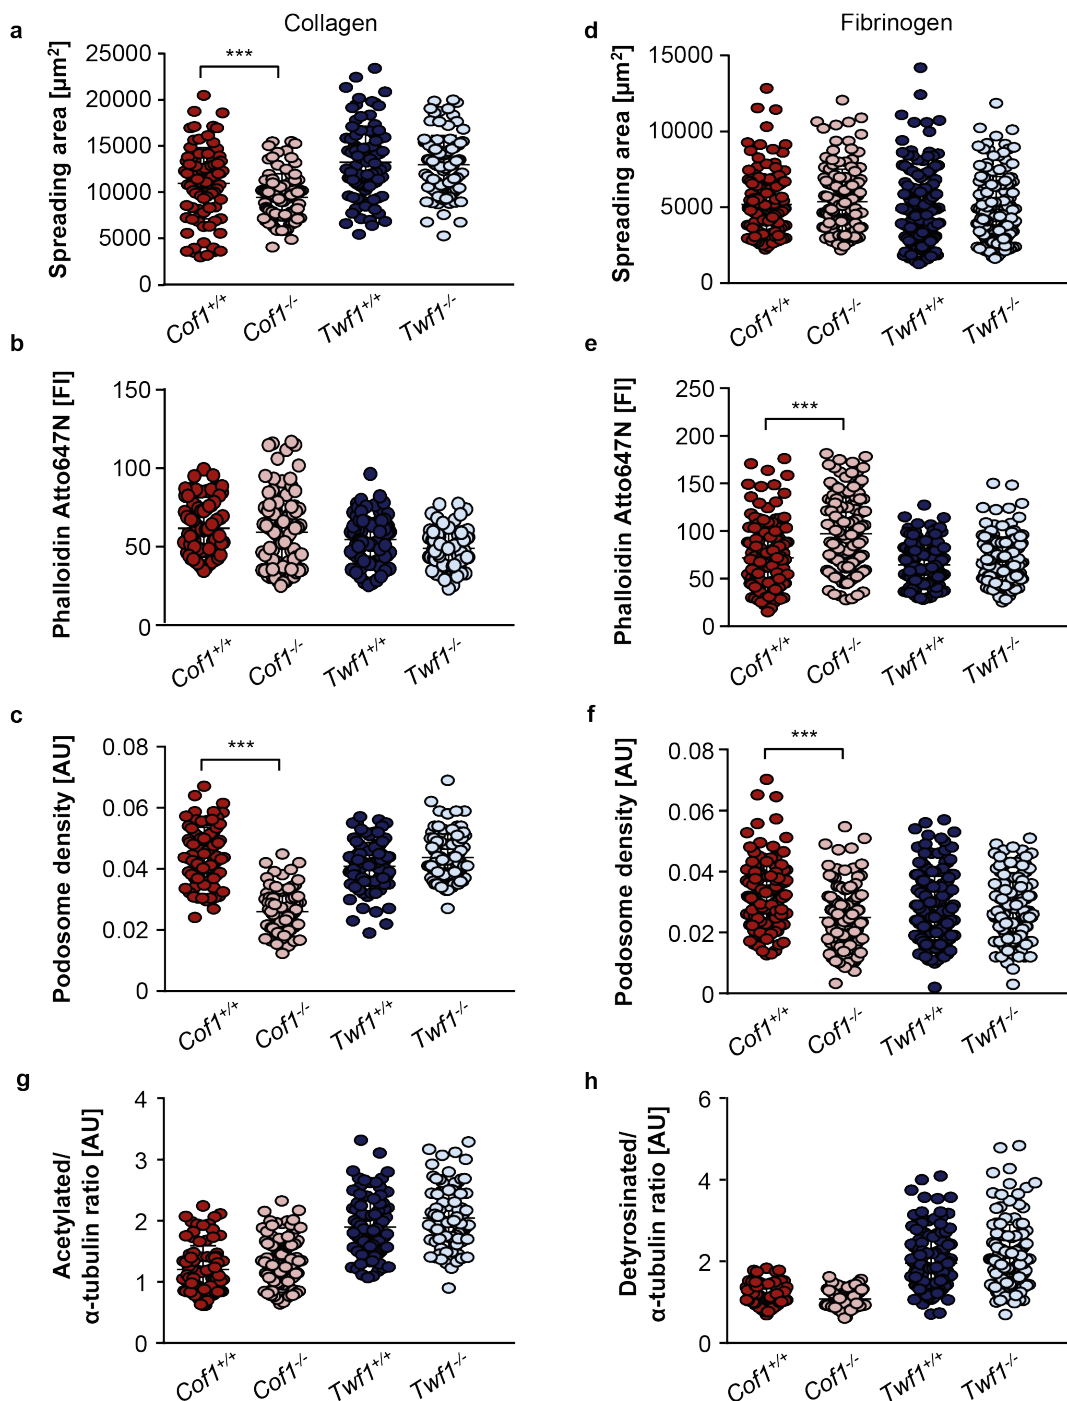 a
Collagen
Spreading area [µm²]
25000
20000
15000
10000
5000
0
***
Cof1+/+
Cof1-/-
Twf1+/+
Twf1-/-
d
Fibrinogen
Spreading area [µm²]
15000
10000
5000
0
Cof1+/+
Cof1-/-
Twf1+/+
Twf1-/-
b
Phalloidin Atto647N [FI]
150
100
50
0
Cof1+/+
Cof1-/-
Twf1+/+
Twf1-/-
e
Phalloidin Atto647N [FI]
250
200
150
100
50
0
***
Cof1+/+
Cof1-/-
Twf1+/+
Twf1-/-
c
Podosome density [AU]
0.08
0.06
0.04
0.02
0
***
Cof1+/+
Cof1-/-
Twf1+/+
Twf1-/-
f
Podosome density [AU]
0.08
0.06
0.04
0.02
0
***
Cof1+/+
Cof1-/-
Twf1+/+
Twf1-/-
g
Acetylated/
α-tubulin ratio [AU]
4
3
2
1
0
Cof1+/+
Cof1-/-
Twf1+/+
Twf1-/-
h
Detyrosinated/
α-tubulin ratio [AU]
6
4
2
0
Cof1+/+
Cof1-/-
Twf1+/+
Twf1-/-